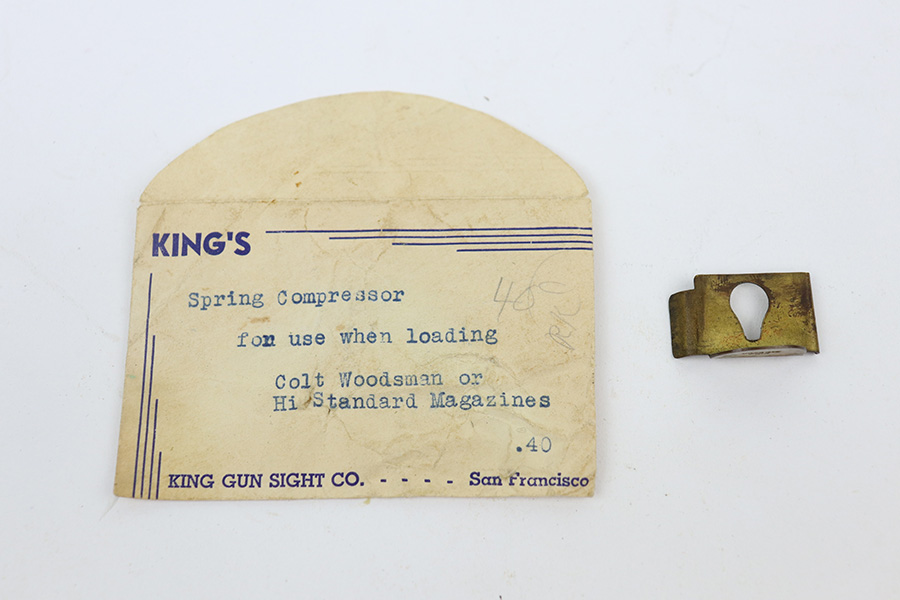 KING'S
Spring Compressor
for use when loading
Colt Woodsman or
Hi Standard Magazines
.40
KING GUN SIGHT CO. - - - - San Francisco